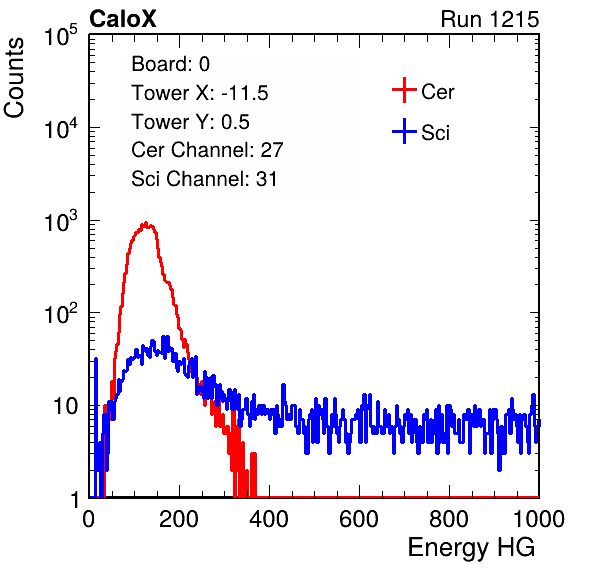 CaloX Run 1215
Counts
Board: 0
Tower X: -11.5
Tower Y: 0.5
Cer Channel: 27
Sci Channel: 31
Cer
Sci
10^5
10^4
10^3
10^2
10
1
0 200 400 600 800 1000
Energy HG